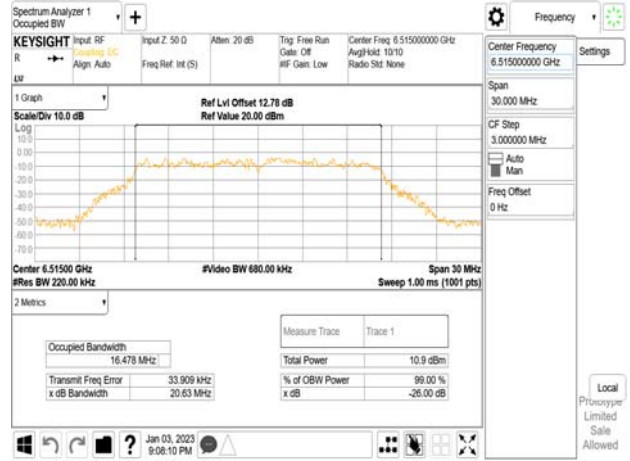 Spectrum Analyzer 1
Occupied BW
+
KEYSIGHT
R
Input: RF
Coupling: DC
Align: Auto
Input Z: 50 Ω
Freq Ref: Int (S)
Atten: 20 dB
Trig: Free Run
Gate: Off
#IF Gain: Low
Center Freq: 6.515000000 GHz
Avg|Hold: 10/10
Radio Std: None
1 Graph
Scale/Div 10.0 dB
Ref Lvl Offset 12.78 dB
Ref Value 20.00 dBm
Log
10.0
0.00
-10.0
-20.0
-30.0
-40.0
-50.0
-60.0
-70.0
Center 6.51500 GHz
#Res BW 220.00 kHz
#Video BW 680.00 kHz
Span 30 MHz
Sweep 1.00 ms (1001 pts)
2 Metrics
Occupied Bandwidth
16.478 MHz
Transmit Freq Error 33.909 kHz
x dB Bandwidth 20.63 MHz
Measure Trace Trace 1
Total Power 10.9 dBm
% of OBW Power 99.00 %
x dB -26.00 dB
?
Jan 03, 2023
9:08:10 PM
Frequency
Center Frequency
6.515000000 GHz
Settings
Span
30.000 MHz
CF Step
3.000000 MHz
Auto
Man
Freq Offset
0 Hz
Local
Prototype
Limited
Sale
Allowed